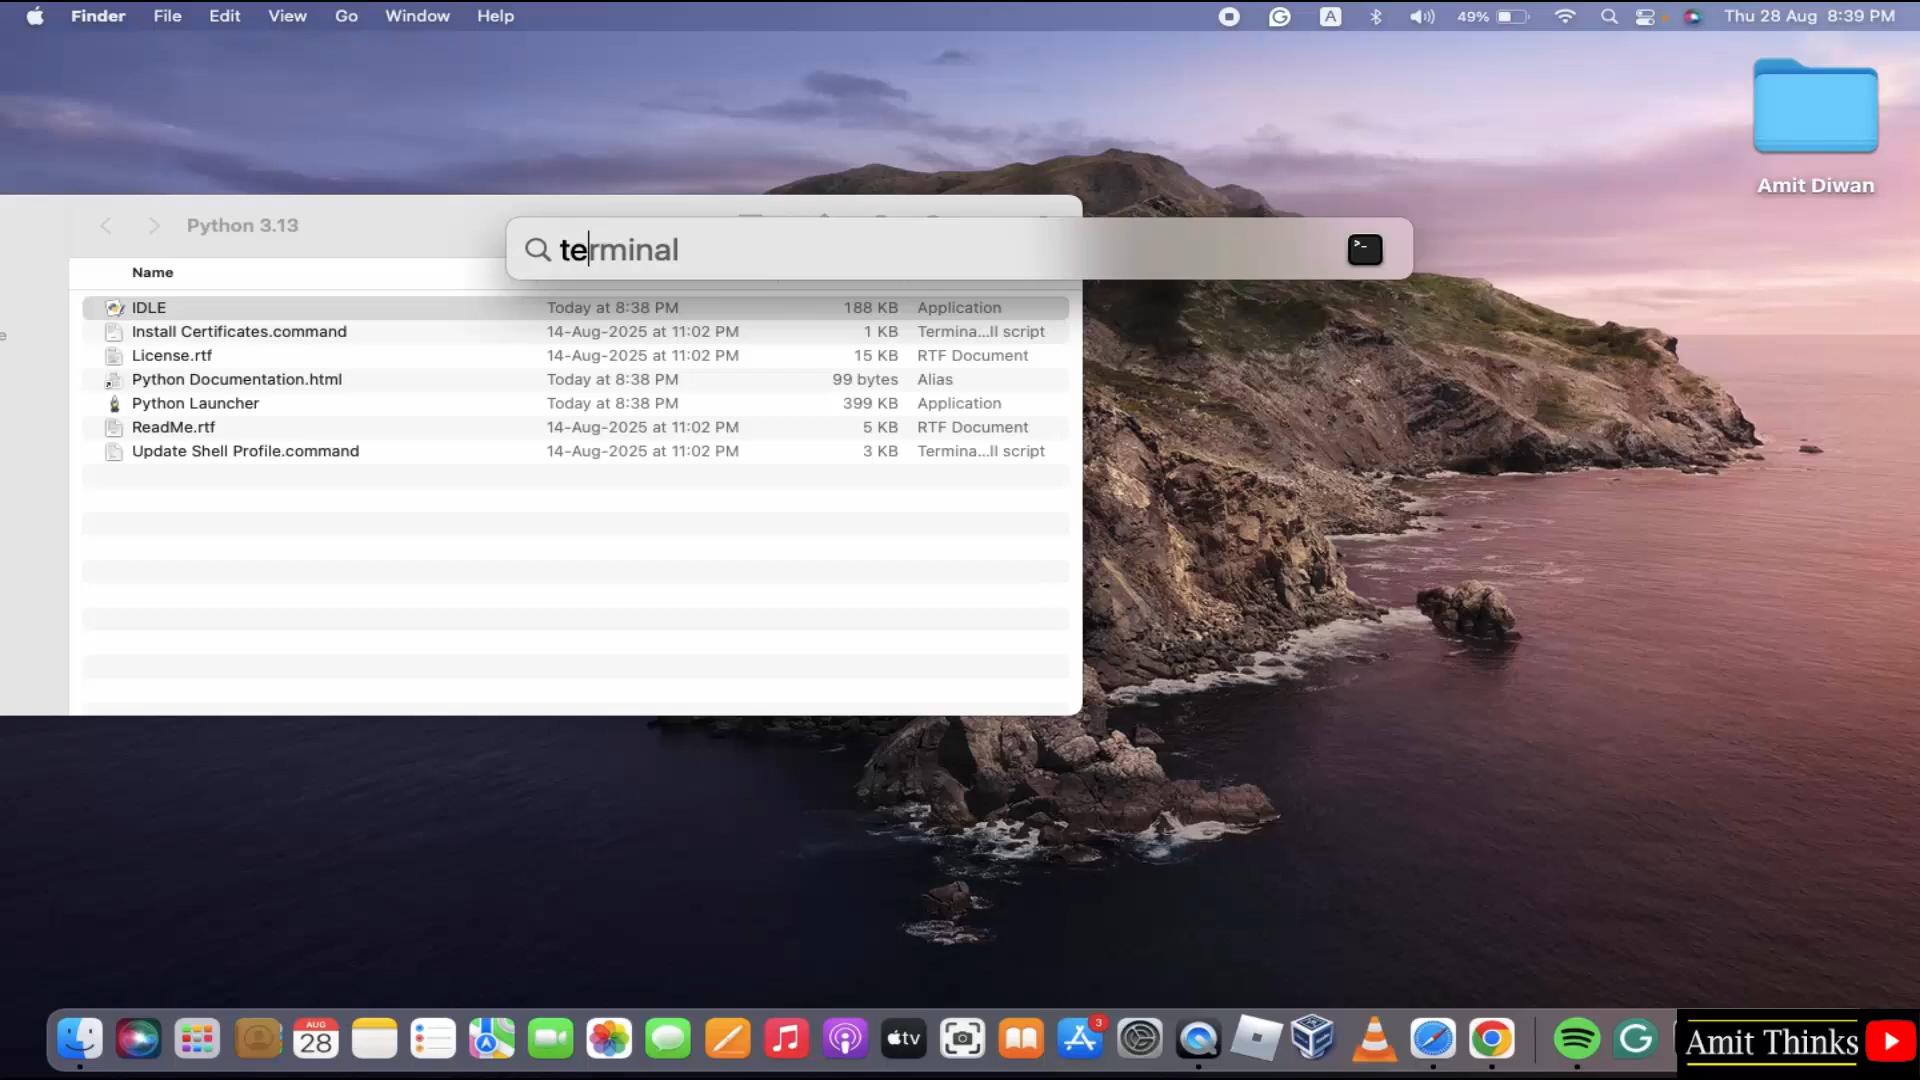 Finder File Edit View Go Window Help A 49% Thu 28 Aug 8:39 PM
Amit Diwan
Python 3.13
terminal
>-
Name
IDLE Today at 8:38 PM 188 KB Application
Install Certificates.command 14-Aug-2025 at 11:02 PM 1 KB Termina...ll script
License.rtf 14-Aug-2025 at 11:02 PM 15 KB RTF Document
Python Documentation.html Today at 8:38 PM 99 bytes Alias
Python Launcher Today at 8:38 PM 399 KB Application
ReadMe.rtf 14-Aug-2025 at 11:02 PM 5 KB RTF Document
Update Shell Profile.command 14-Aug-2025 at 11:02 PM 3 KB Termina...ll script
AUG
28
tv
3
Amit Thinks